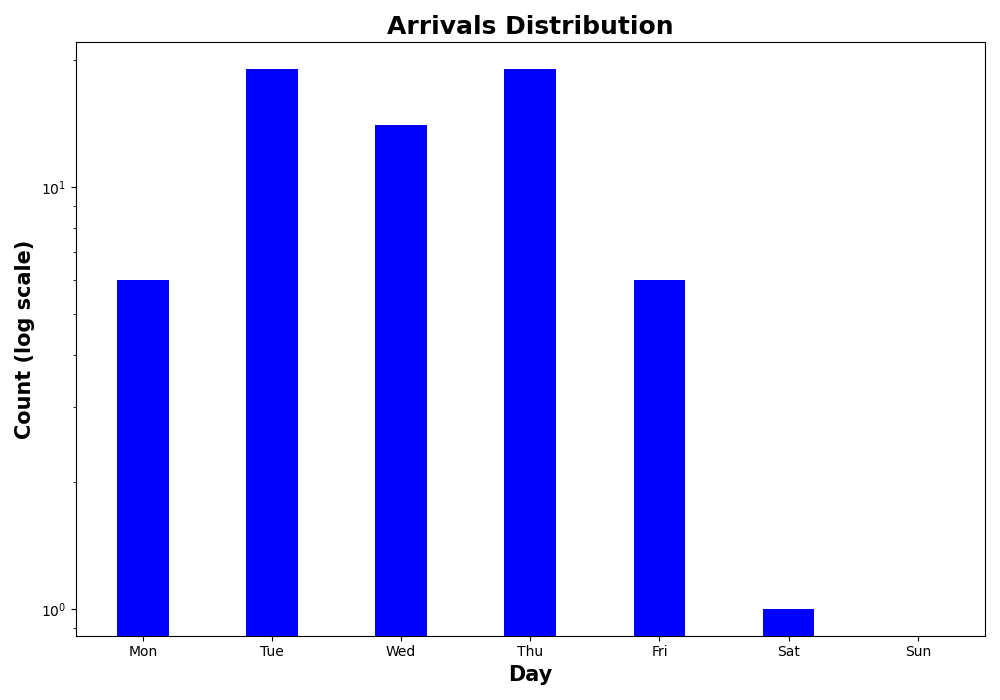 Arrivals Distribution
Count (log scale)
10¹
10⁰
Mon Tue Wed Thu Fri Sat Sun
Day